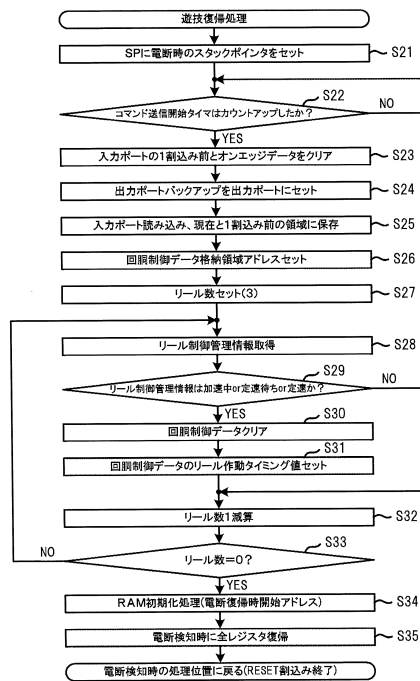 遊技復帰処理
SPに電断時のスタックポインタをセット
S21
S22
コマンド送信開始タイマはカウントアップしたか?
NO
YES
入力ポートの1割込み前とオンエッジデータをクリア
S23
出力ポートバックアップを出力ポートにセット
S24
入力ポート読み込み、現在と1割込み前の領域に保存
S25
回胴制御データ格納領域アドレスセット
S26
リール数セット(3)
S27
リール制御管理情報取得
S28
S29
リール制御管理情報は加速中or定速待ちor定速か?
NO
YES
S30
回胴制御データクリア
S31
回胴制御データのリール作動タイミング値セット
リール数1減算
S32
S33
NO
リール数=0?
YES
RAM初期化処理(電断復帰時開始アドレス)
S34
電断検知時に全レジスタ復帰
S35
電断検知時の処理位置に戻る(RESET割込み終了)